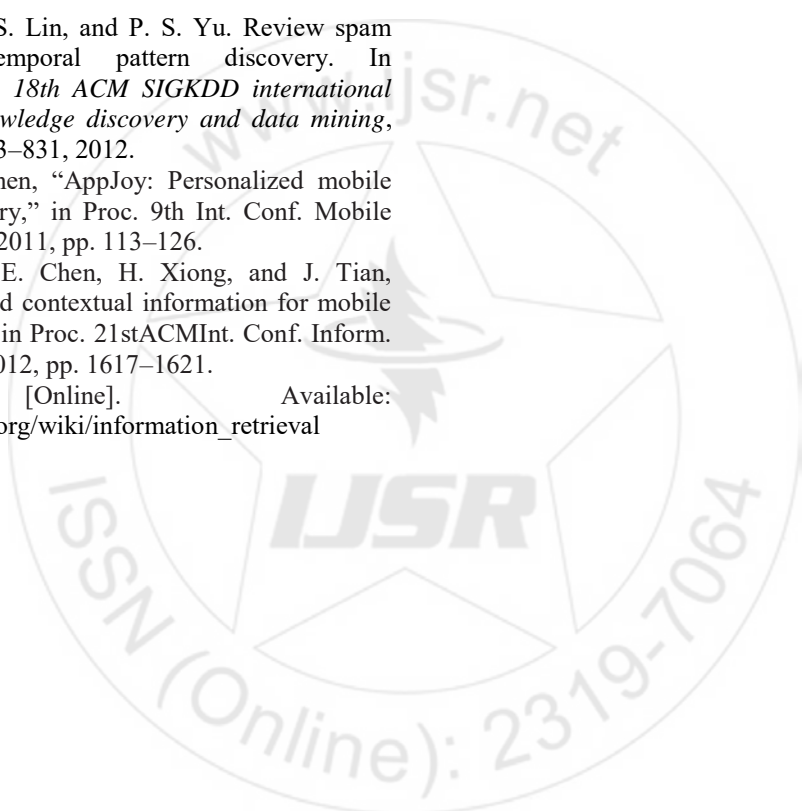 S. Lin, and P. S. Yu. Review spam
emporal pattern discovery. In
18th ACM SIGKDD international
wledge discovery and data mining,
3–831, 2012.
en, “AppJoy: Personalized mobile
ry,” in Proc. 9th Int. Conf. Mobile
2011, pp. 113–126.
E. Chen, H. Xiong, and J. Tian,
d contextual information for mobile
in Proc. 21stACMInt. Conf. Inform.
012, pp. 1617–1621.
[Online]. Available:
org/wiki/information_retrieval
www.ijsr.net
IJSR
ISSN (Online): 2319-7064